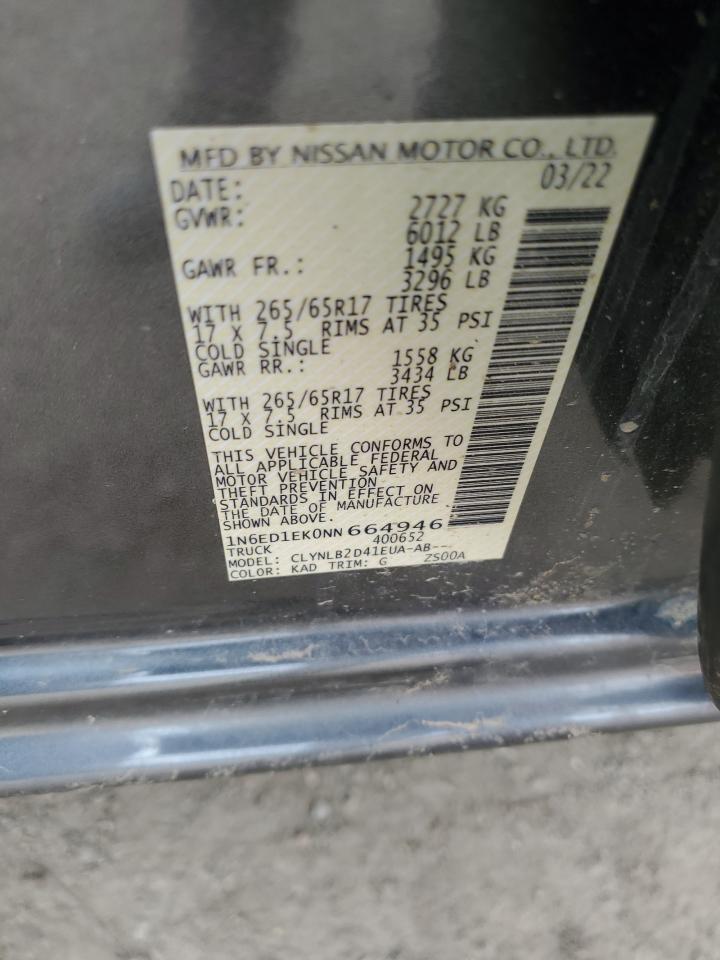 MFD BY NISSAN MOTOR CO., LTD.
DATE: 03/22
GVWR: 2727 KG
6012 LB
GAWR FR.: 1495 KG
3296 LB
WITH 265/65R17 TIRES
17 X 7.5 RIMS AT 35 PSI
COLD SINGLE
GAWR RR.: 1558 KG
3434 LB
WITH 265/65R17 TIRES
17 X 7.5 RIMS AT 35 PSI
COLD SINGLE
THIS VEHICLE CONFORMS TO
ALL APPLICABLE FEDERAL
MOTOR VEHICLE SAFETY AND
THEFT PREVENTION
STANDARDS IN EFFECT ON
THE DATE OF MANUFACTURE
SHOWN ABOVE.
1N6ED1EK0NN664946
TRUCK 400652
MODEL: CLYNLB2D41EUA-AB--
COLOR: KAD TRIM: G ZS00A